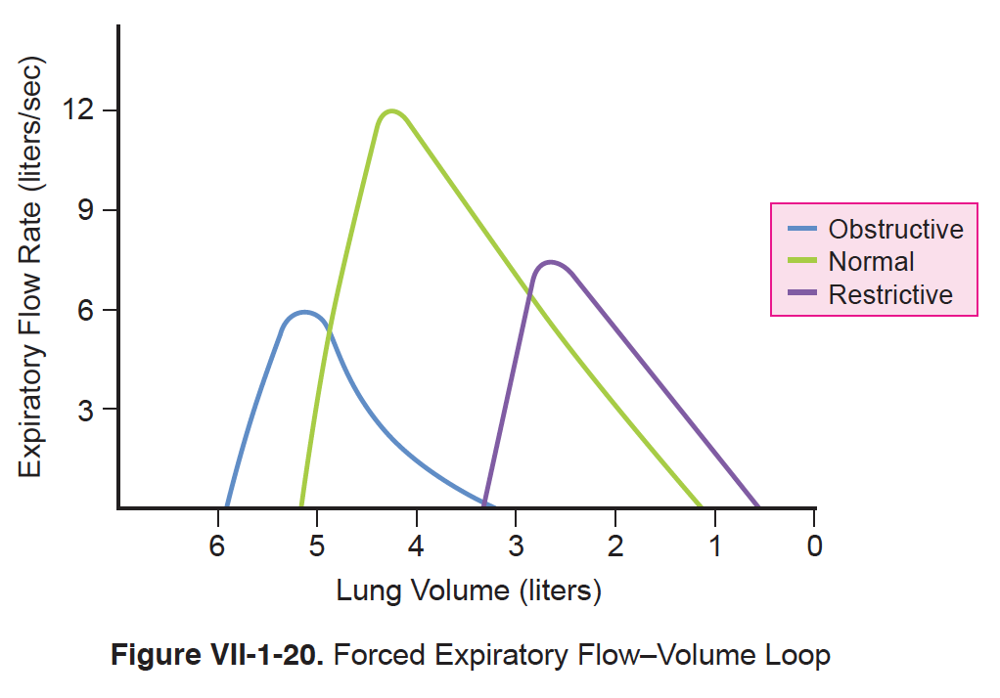 Expiratory Flow Rate (liters/sec)
12
9
6
3
Obstructive
Normal
Restrictive
6 5 4 3 2 1 0
Lung Volume (liters)
Figure VII-1-20. Forced Expiratory Flow–Volume Loop